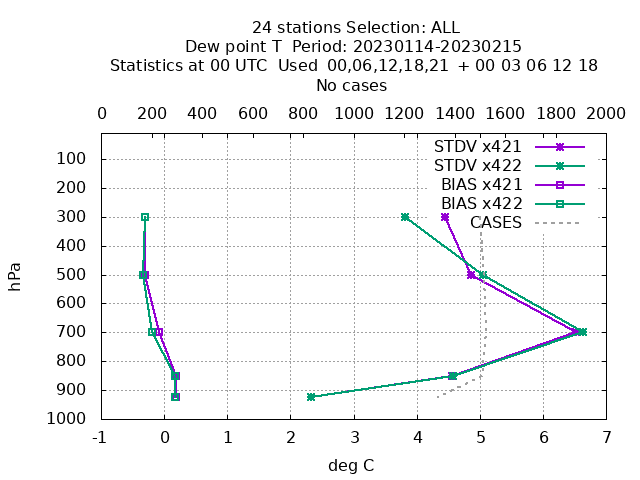 24 stations Selection: ALL
Dew point T  Period: 20230114-20230215
Statistics at 00 UTC  Used  00,06,12,18,21  + 00 03 06 12 18
No cases
0 200 400 600 800 1000 1200 1400 1600 1800 2000
STDV x421
STDV x422
BIAS x421
BIAS x422
CASES
100
200
300
400
500
600
700
800
900
1000
hPa
-1 0 1 2 3 4 5 6 7
deg C